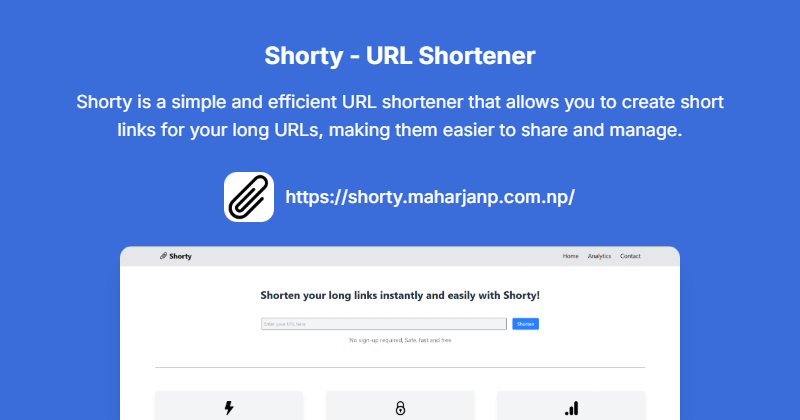 Shorty - URL Shortener
Shorty is a simple and efficient URL shortener that allows you to create short
links for your long URLs, making them easier to share and manage.
https://shorty.maharjanp.com.np/
Shorty
Home Analytics Contact
Shorten your long links instantly and easily with Shorty!
Enter your URL here
Shorten
No sign-up required, Safe, fast and free